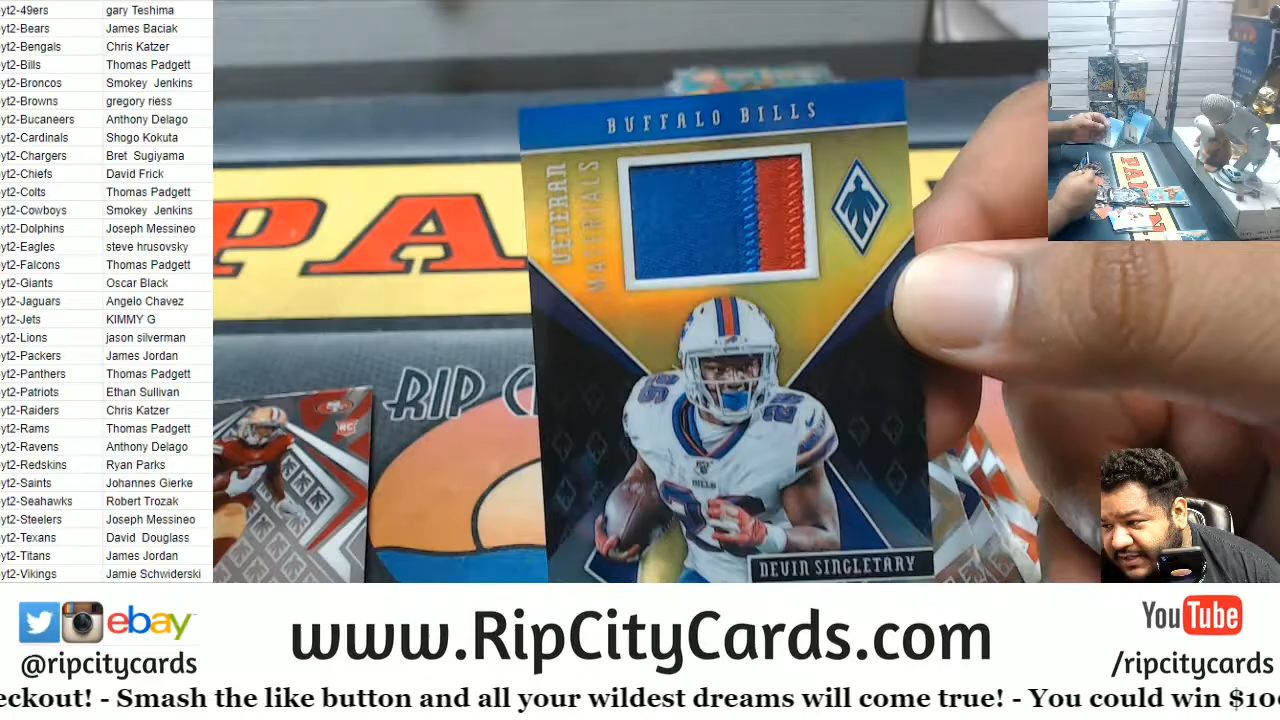 yt2-49ers gary Teshima
yt2-Bears James Baciak
yt2-Bengals Chris Katzer
yt2-Bills Thomas Padgett
yt2-Broncos Smokey Jenkins
yt2-Browns gregory riess
yt2-Bucaneers Anthony Delago
yt2-Cardinals Shogo Kokuta
yt2-Chargers Bret Sugiyama
yt2-Chiefs David Frick
yt2-Colts Thomas Padgett
yt2-Cowboys Smokey Jenkins
yt2-Dolphins Joseph Messineo
yt2-Eagles steve hrusovsky
yt2-Falcons Thomas Padgett
yt2-Giants Oscar Black
yt2-Jaguars Angelo Chavez
yt2-Jets KIMMY G
yt2-Lions jason silverman
yt2-Packers James Jordan
yt2-Panthers Thomas Padgett
yt2-Patriots Ethan Sullivan
yt2-Raiders Chris Katzer
yt2-Rams Thomas Padgett
yt2-Ravens Anthony Delago
yt2-Redskins Ryan Parks
yt2-Saints Johannes Gierke
yt2-Seahawks Robert Trozak
yt2-Steelers Joseph Messineo
yt2-Texans David Douglass
yt2-Titans James Jordan
yt2-Vikings Jamie Schwiderski
BUFFALO BILLS
VETERAN
MATERIALS
PA
RIP C
RC
26
26
BILLS
DEVIN SINGLETARY
PA
ebay
@ripcitycards
www.RipCityCards.com
YouTube
/ripcitycards
eckout! - Smash the like button and all your wildest dreams will come true! - You could win $100